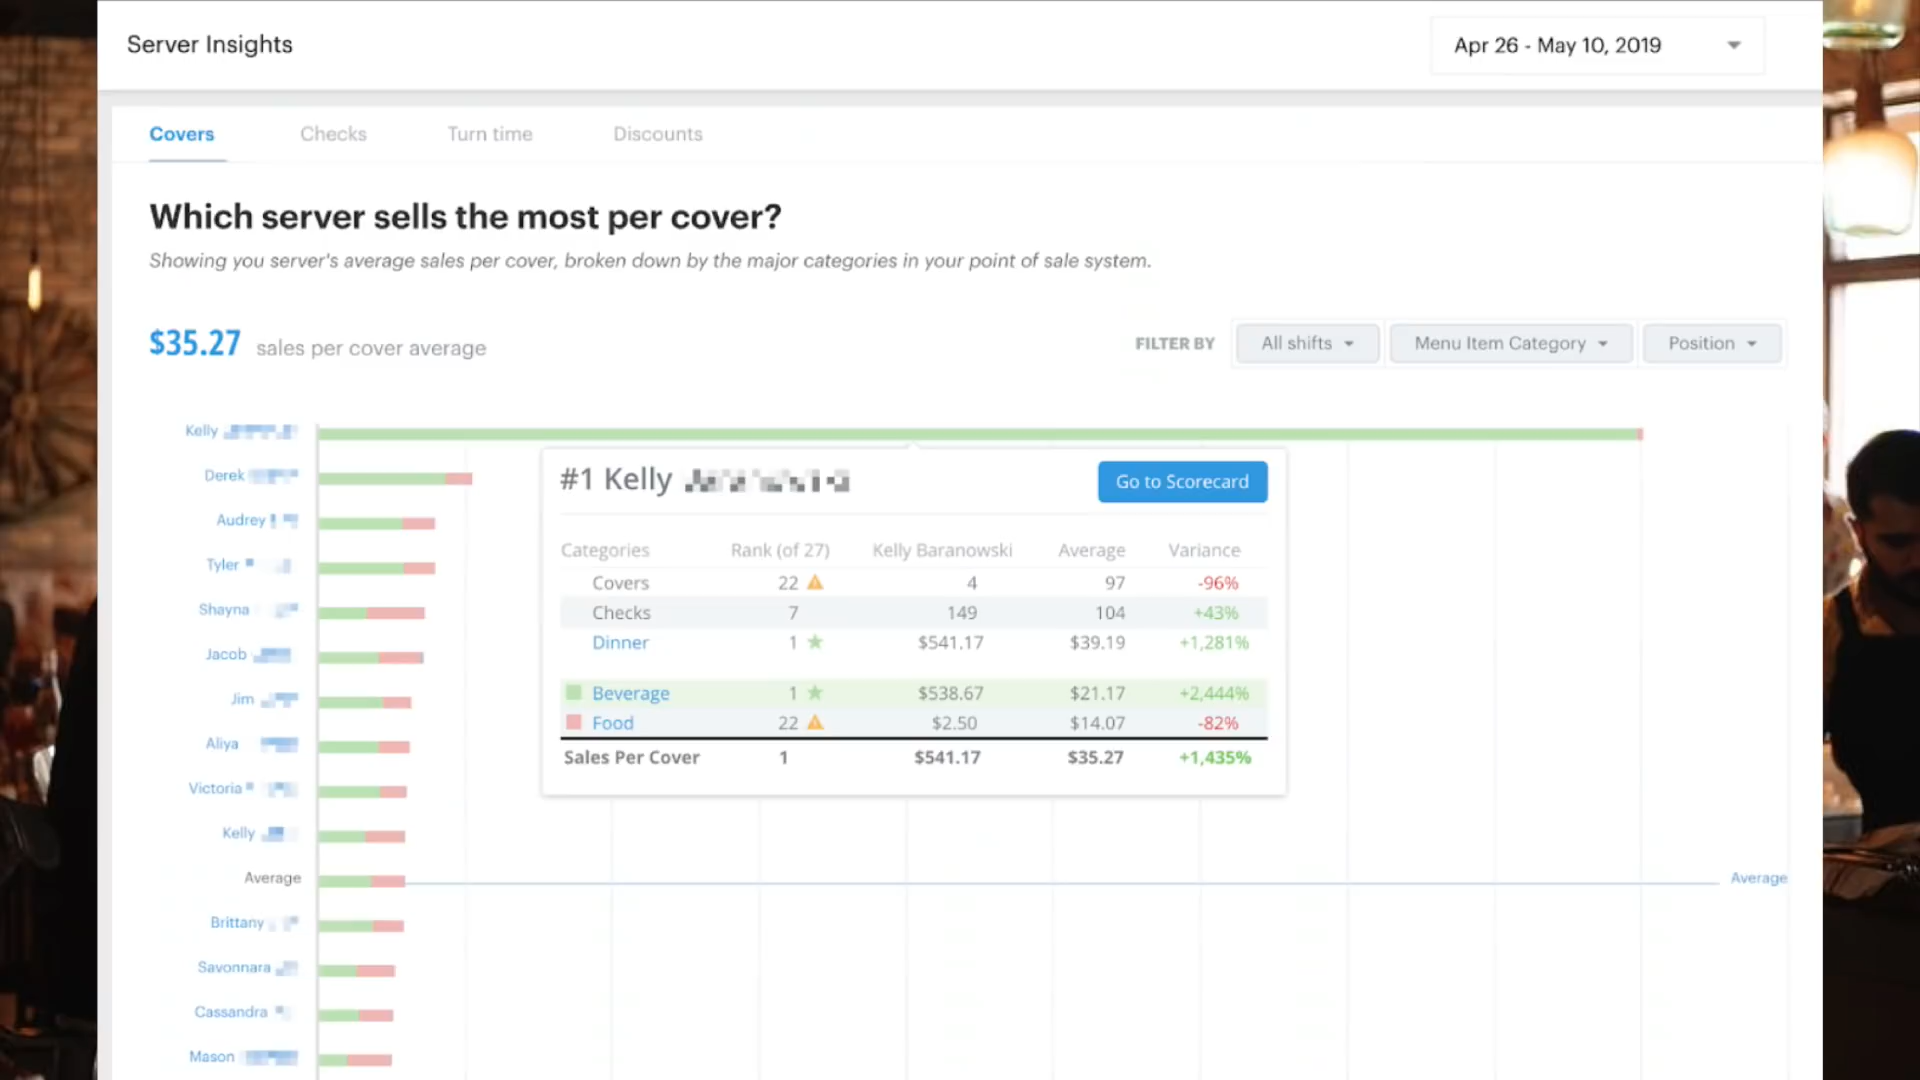 Server Insights
Apr 26 - May 10, 2019
Covers Checks Turn time Discounts
Which server sells the most per cover?
Showing you server's average sales per cover, broken down by the major categories in your point of sale system.
$35.27 sales per cover average
FILTER BY All shifts Menu Item Category Position
Kelly
Derek
Audrey
Tyler
Shayna
Jacob
Jim
Aliya
Victoria
Kelly
Average
Brittany
Savonnara
Cassandra
Mason
#1 Kelly
Go to Scorecard
Categories Rank (of 27) Kelly Baranowski Average Variance
Covers 22 4 97 -96%
Checks 7 149 104 +43%
Dinner 1 $541.17 $39.19 +1,281%
Beverage 1 $538.67 $21.17 +2,444%
Food 22 $2.50 $14.07 -82%
Sales Per Cover 1 $541.17 $35.27 +1,435%
Average